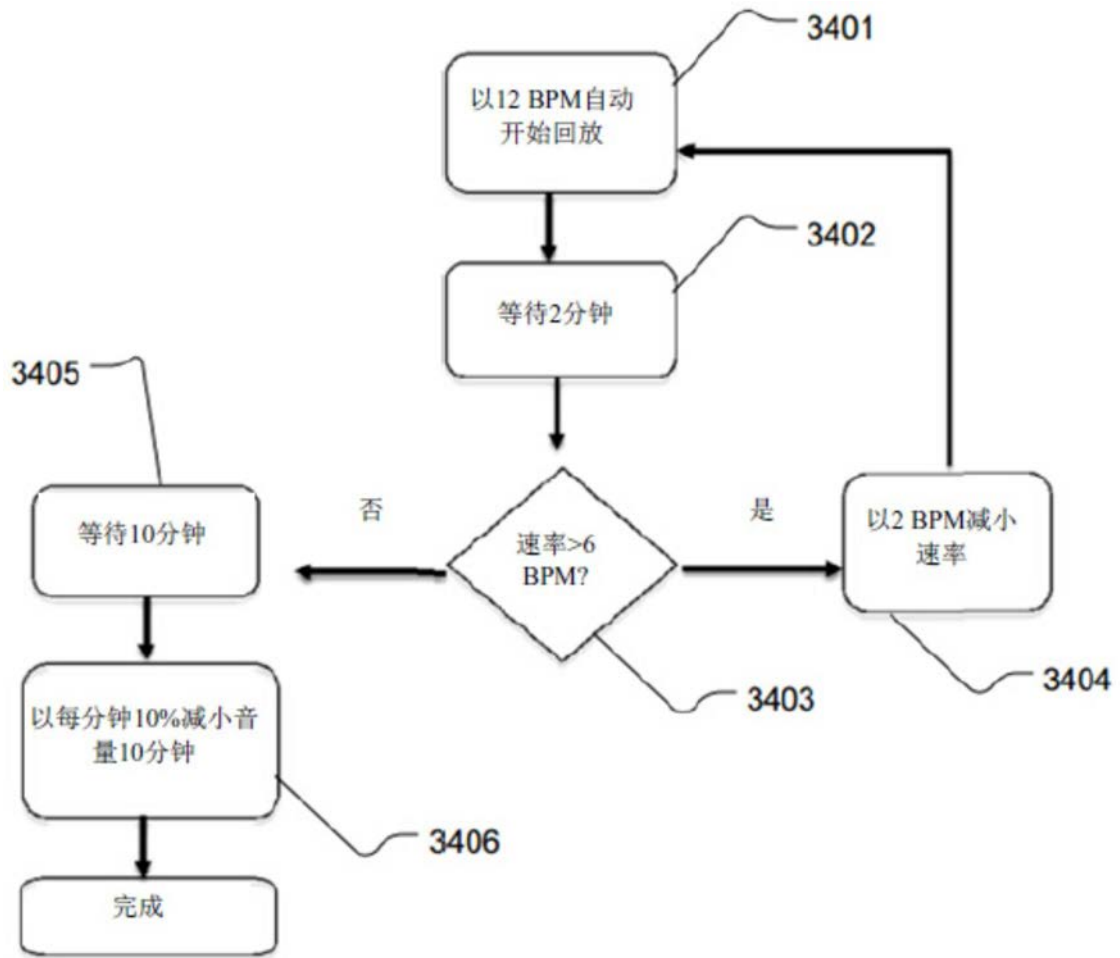 3401
以12 BPM自动
开始回放
3402
等待2分钟
3405
等待10分钟
否
速率>6
BPM?
是
以2 BPM减小
速率
3403
3404
以每分钟10%减小音
量10分钟
3406
完成